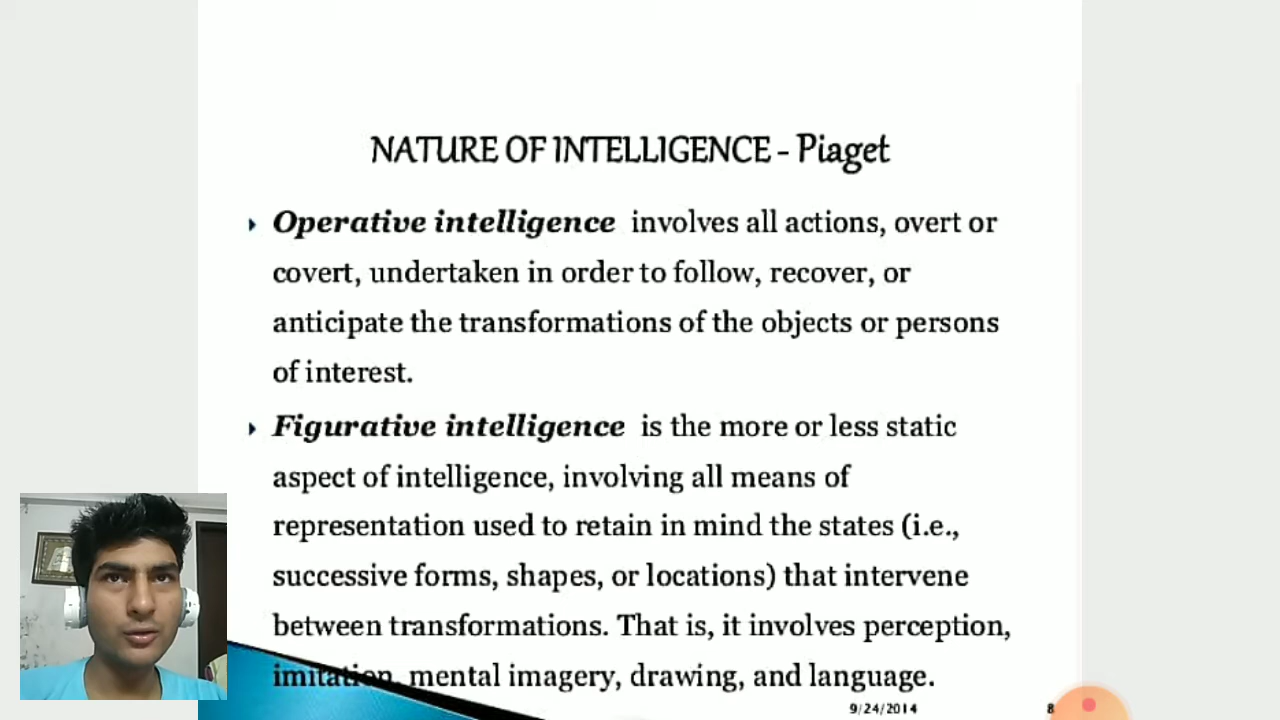 NATURE OF INTELLIGENCE - Piaget
Operative intelligence involves all actions, overt or
covert, undertaken in order to follow, recover, or
anticipate the transformations of the objects or persons
of interest.
Figurative intelligence is the more or less static
aspect of intelligence, involving all means of
representation used to retain in mind the states (i.e.,
successive forms, shapes, or locations) that intervene
between transformations. That is, it involves perception,
imitation, mental imagery, drawing, and language.
9/24/2014
8